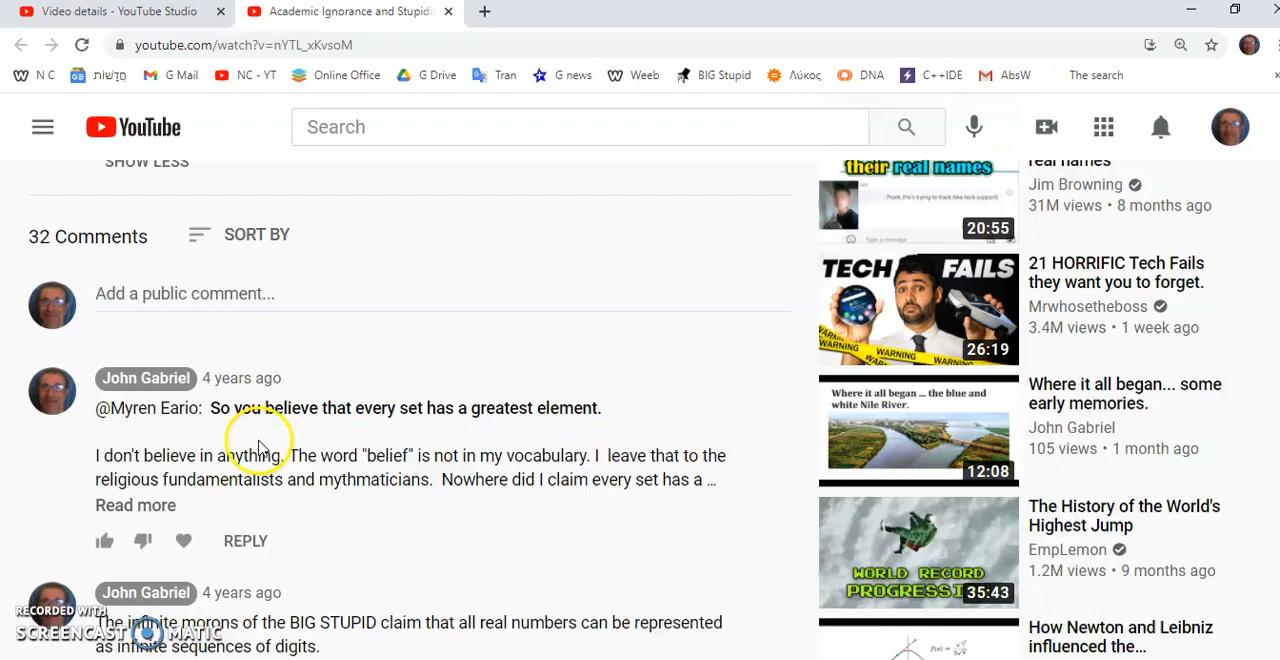 Video details - YouTube Studio
Academic Ignorance and Stupidi
youtube.com/watch?v=nYTL_xKvsoM
N C
חֲדָשׁוֹת
G Mail
NC - YT
Online Office
G Drive
Tran
G news
Weeb
BIG Stupid
Λύκος
DNA
C++IDE
AbsW
The search
YouTube
Search
SHOW LESS
32 Comments
SORT BY
Add a public comment...
John Gabriel 4 years ago
@Myren Eario: So you believe that every set has a greatest element.
I don't believe in anything. The word "belief" is not in my vocabulary. I leave that to the
religious fundamentalists and mythmaticians. Nowhere did I claim every set has a ...
Read more
REPLY
John Gabriel 4 years ago
The infinite morons of the BIG STUPID claim that all real numbers can be represented
as infinite sequences of digits.
RECORDED WITH
SCREENCAST MATIC
their real names
20:55
real names
Jim Browning
31M views • 8 months ago
TECH FAILS
WARNING WARNING WARNING
26:19
21 HORRIFIC Tech Fails
they want you to forget.
Mrwhosetheboss
3.4M views • 1 week ago
Where it all began ... the blue and
white Nile River.
12:08
Where it all began... some
early memories.
John Gabriel
105 views • 1 month ago
WORLD RECORD
PROGRESSI
35:43
The History of the World's
Highest Jump
EmpLemon
1.2M views • 9 months ago
How Newton and Leibniz
influenced the...